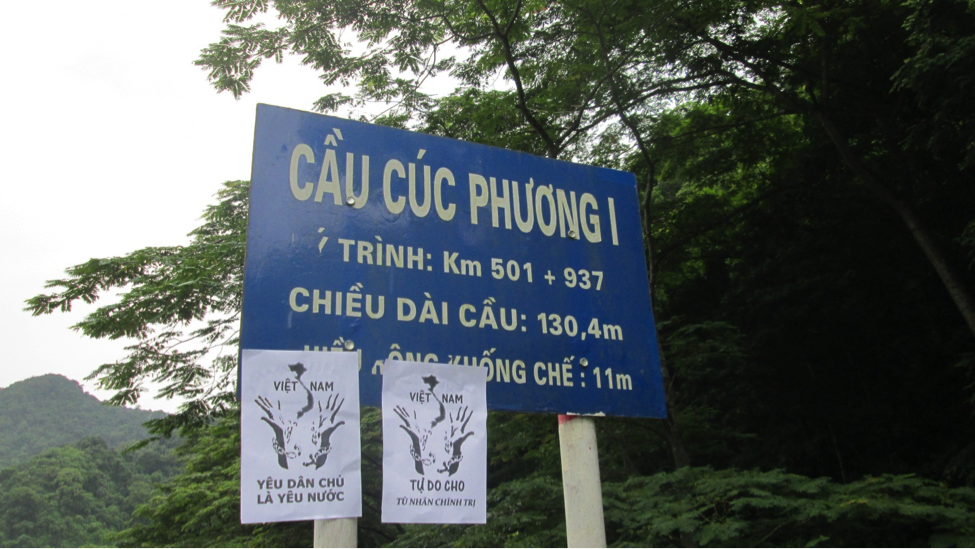 CẦU CÚC PHƯƠNG I
TRÌNH: Km 501 + 937
CHIỀU DÀI CẦU: 130,4m
KHỐNG CHẾ : 11m
VIỆT NAM
YÊU DÂN CHỦ
LÀ YÊU NƯỚC
VIỆT NAM
TỰ DO CHO
TÙ NHÂN CHÍNH TRỊ